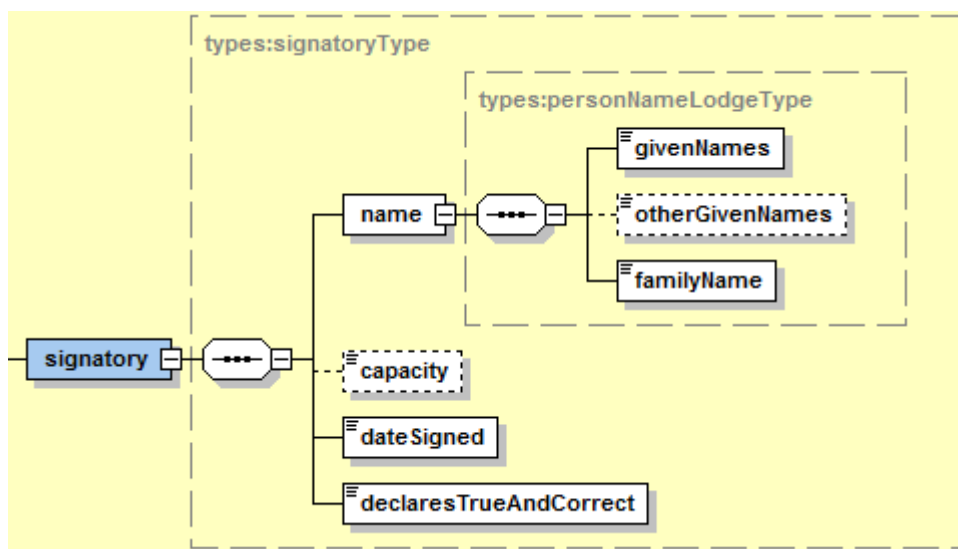 types:signatoryType
types:personNameLodgeType
givenNames
name
otherGivenNames
familyName
signatory
capacity
dateSigned
declaresTrueAndCorrect